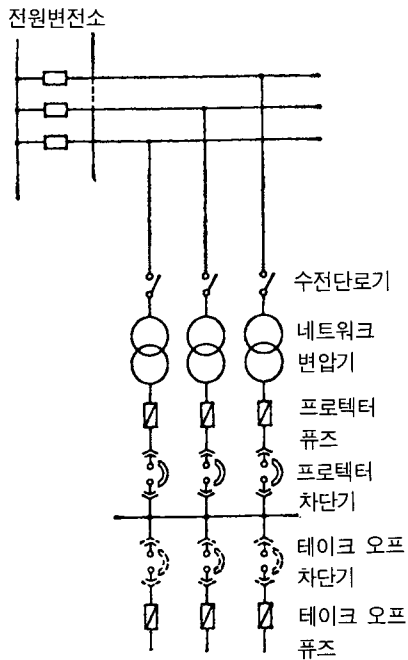 전원변전소
수전단로기
네트워크
변압기
프로텍터
퓨즈
프로텍터
차단기
테이크 오프
차단기
테이크 오프
퓨즈